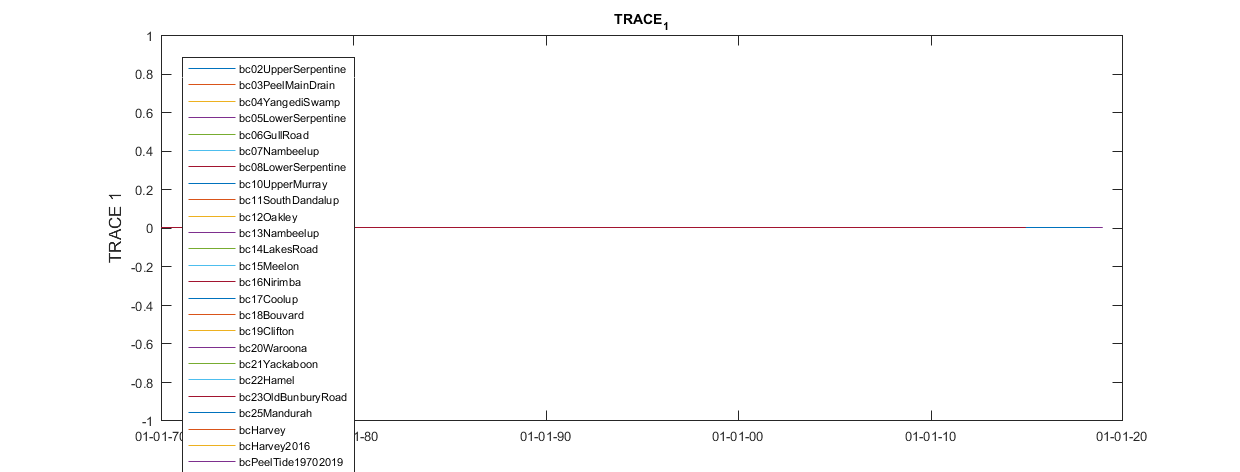 TRACE1
1
0.8
0.6
0.4
0.2
0
-0.2
-0.4
-0.6
-0.8
-1
TRACE 1
bc02UpperSerpentine
bc03PeelMainDrain
bc04YangediSwamp
bc05LowerSerpentine
bc06GullRoad
bc07Nambeelup
bc08LowerSerpentine
bc10UpperMurray
bc11SouthDandalup
bc12Oakley
bc13Nambeelup
bc14LakesRoad
bc15Meelon
bc16Nirimba
bc17Coolup
bc18Bouvard
bc19Clifton
bc20Waroona
bc21Yackaboon
bc22Hamel
bc23OldBunburyRoad
bc25Mandurah
bcHarvey
bcHarvey2016
bcPeelTide19702019
01-01-70 1-80 01-01-90 01-01-00 01-01-10 01-01-20